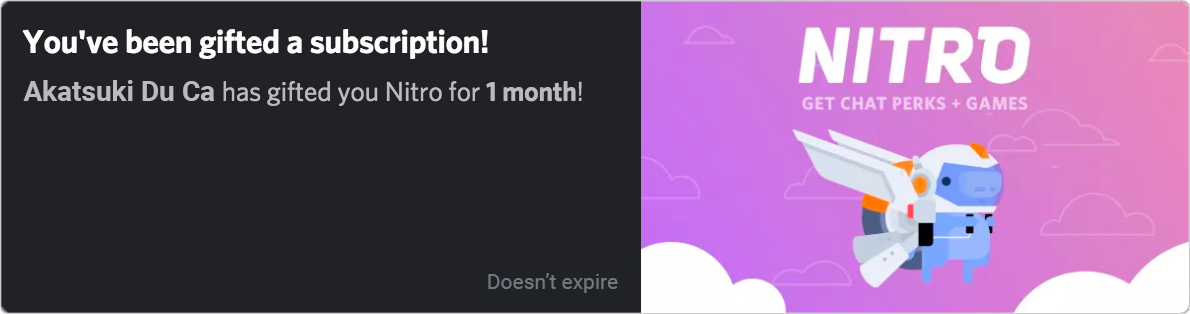 You've been gifted a subscription!
Akatsuki Du Ca has gifted you Nitro for 1 month!
Doesn't expire
NITRO
GET CHAT PERKS + GAMES